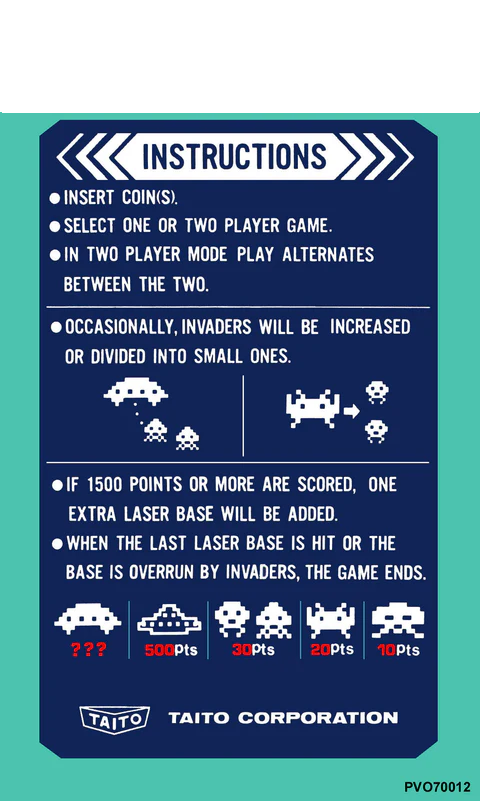 INSTRUCTIONS
●INSERT COIN(S).
●SELECT ONE OR TWO PLAYER GAME.
●IN TWO PLAYER MODE PLAY ALTERNATES
BETWEEN THE TWO.
●OCCASIONALLY, INVADERS WILL BE INCREASED
OR DIVIDED INTO SMALL ONES.
●IF 1500 POINTS OR MORE ARE SCORED, ONE
EXTRA LASER BASE WILL BE ADDED.
●WHEN THE LAST LASER BASE IS HIT OR THE
BASE IS OVERRUN BY INVADERS, THE GAME ENDS.
??? 500Pts 30Pts 20Pts 10Pts
TAITO TAITO CORPORATION
PVO70012